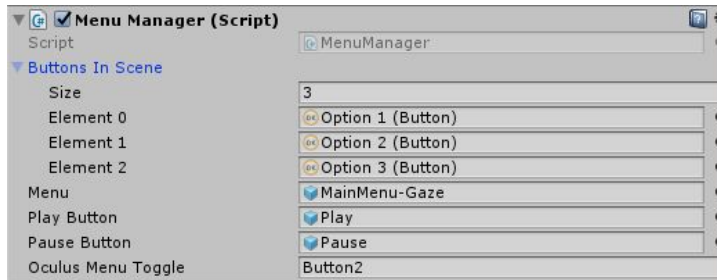 Menu Manager (Script)
Script MenuManager
Buttons In Scene
Size 3
Element 0 Option 1 (Button)
Element 1 Option 2 (Button)
Element 2 Option 3 (Button)
Menu MainMenu-Gaze
Play Button Play
Pause Button Pause
Oculus Menu Toggle Button2